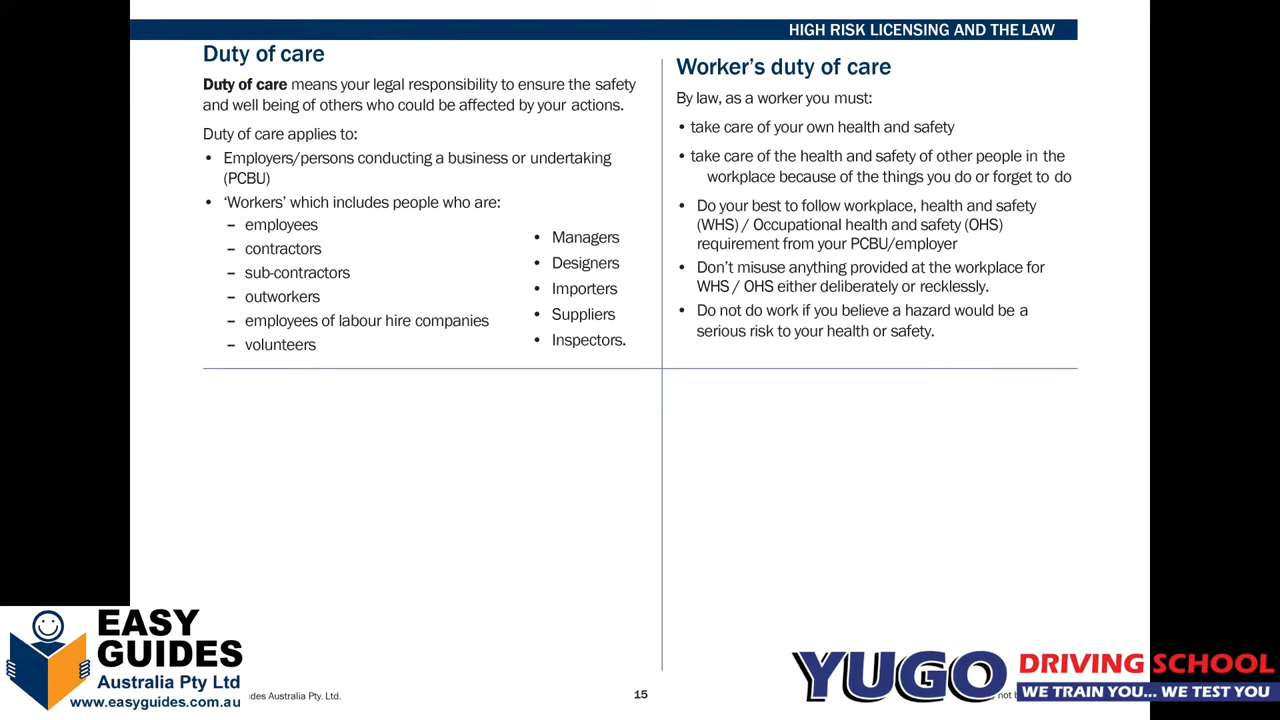 HIGH RISK LICENSING AND THE LAW
Duty of care
Duty of care means your legal responsibility to ensure the safety
and well being of others who could be affected by your actions.
Duty of care applies to:
• Employers/persons conducting a business or undertaking
(PCBU)
• ‘Workers’ which includes people who are:
– employees
– contractors
– sub-contractors
– outworkers
– employees of labour hire companies
– volunteers
• Managers
• Designers
• Importers
• Suppliers
• Inspectors.
Worker’s duty of care
By law, as a worker you must:
• take care of your own health and safety
• take care of the health and safety of other people in the
workplace because of the things you do or forget to do
• Do your best to follow workplace, health and safety
(WHS) / Occupational health and safety (OHS)
requirement from your PCBU/employer
• Don’t misuse anything provided at the workplace for
WHS / OHS either deliberately or recklessly.
• Do not do work if you believe a hazard would be a
serious risk to your health or safety.
EASY
GUIDES
Australia Pty Ltd
www.easyguides.com.au
ides Australia Pty. Ltd.
15
not b
YUGO
DRIVING SCHOOL
WE TRAIN YOU... WE TEST YOU